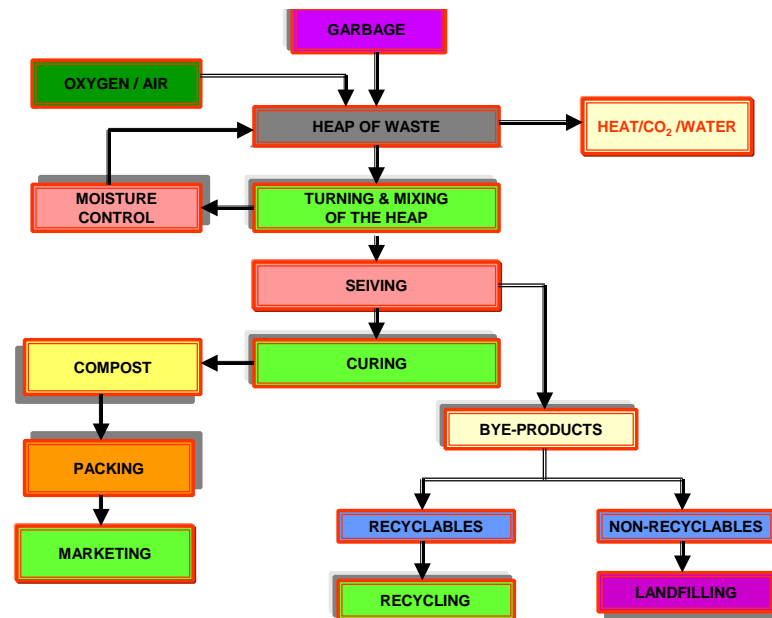 GARBAGE
OXYGEN / AIR
HEAP OF WASTE
HEAT/CO₂ /WATER
MOISTURE
CONTROL
TURNING & MIXING
OF THE HEAP
SEIVING
CURING
COMPOST
BYE-PRODUCTS
PACKING
RECYCLABLES
NON-RECYCLABLES
MARKETING
RECYCLING
LANDFILLING